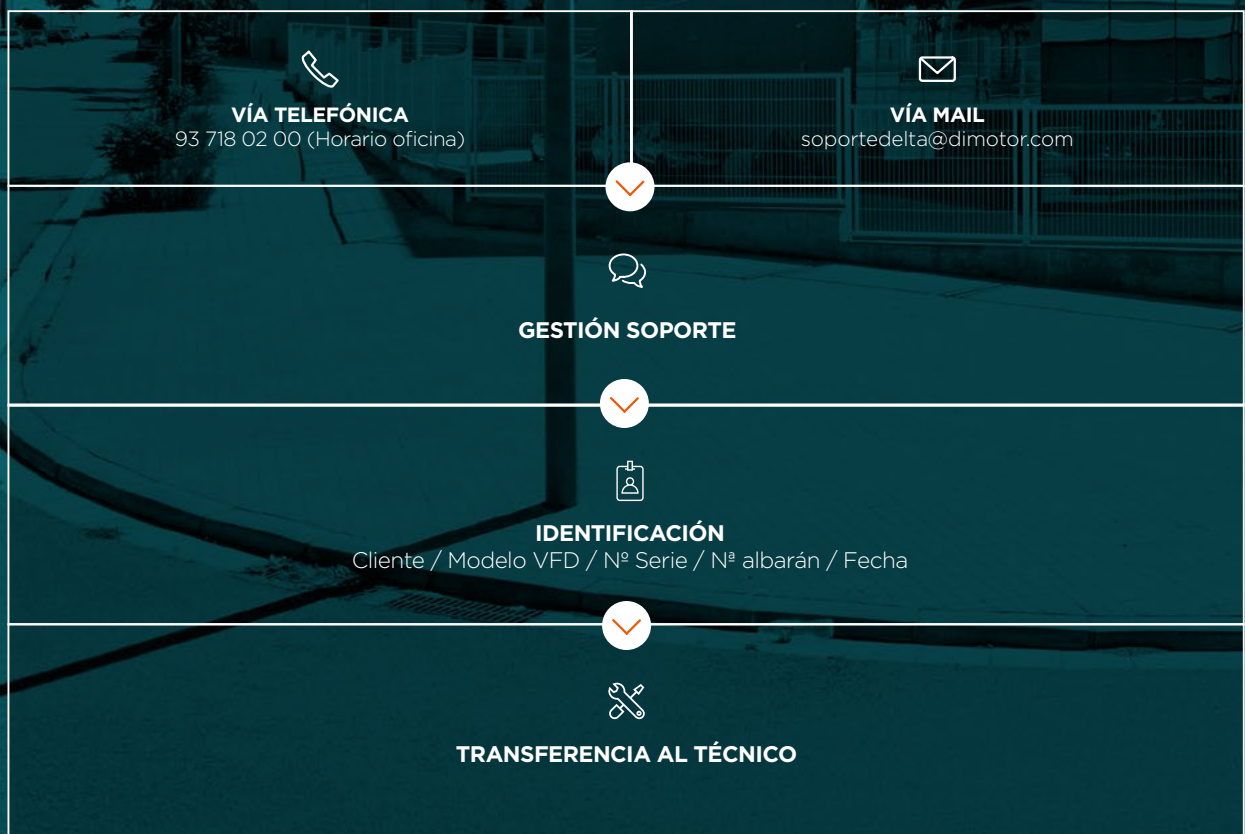 VÍA TELEFÓNICA
93 718 02 00 (Horario oficina)
VÍA MAIL
soportedelta@dimotor.com
GESTIÓN SOPORTE
IDENTIFICACIÓN
Cliente / Modelo VFD / Nº Serie / Nª albarán / Fecha
TRANSFERENCIA AL TÉCNICO